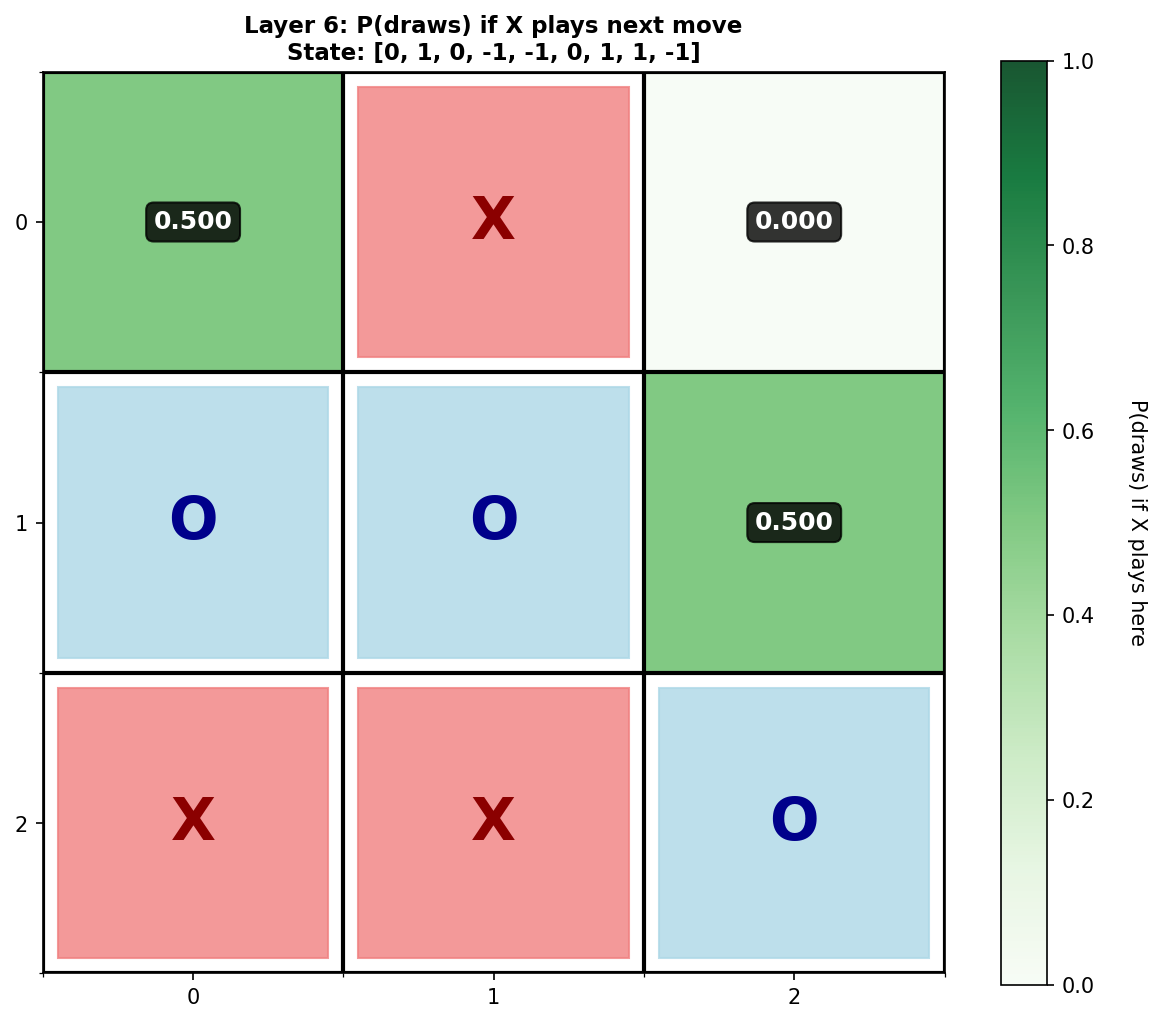 Layer 6: P(draws) if X plays next move
State: [0, 1, 0, -1, -1, 0, 1, 1, -1]
0
0.500
X
0.000
1
O
O
0.500
2
X
X
O
0
1
2
1.0
0.8
0.6
0.4
0.2
0.0
P(draws) if X plays here